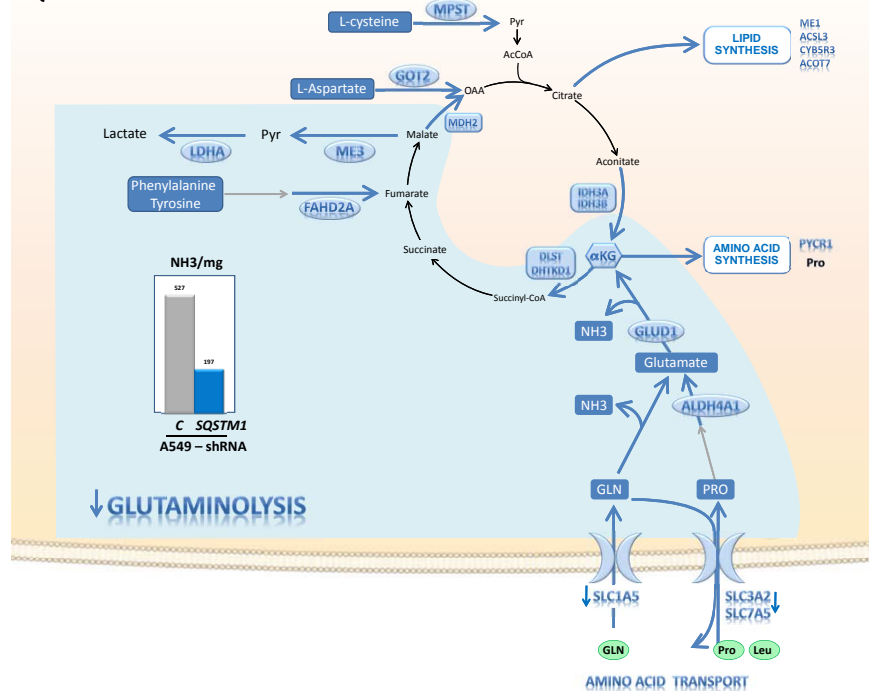 L-cysteine
MPST
Pyr
AcCoA
LIPID
SYNTHESIS
ME1
ACSL3
CYB5R3
ACOT7
L-Aspartate
GOT2
OAA
Citrate
MDH2
Lactate
LDHA
Pyr
ME3
Malate
Aconitate
Phenylalanine
Tyrosine
FAHD2A
Fumarate
IDH3A
IDH3B
Succinate
DLST
DHTKD1
αKG
AMINO ACID
SYNTHESIS
PYCR1
Pro
Succinyl-CoA
NH3/mg
527
197
C SQSTM1
A549 – shRNA
NH3
GLUD1
Glutamate
NH3
ALDH4A1
GLN
PRO
GLUTAMINOLYSIS
SLC1A5
SLC3A2
SLC7A5
GLN
Pro
Leu
AMINO ACID TRANSPORT